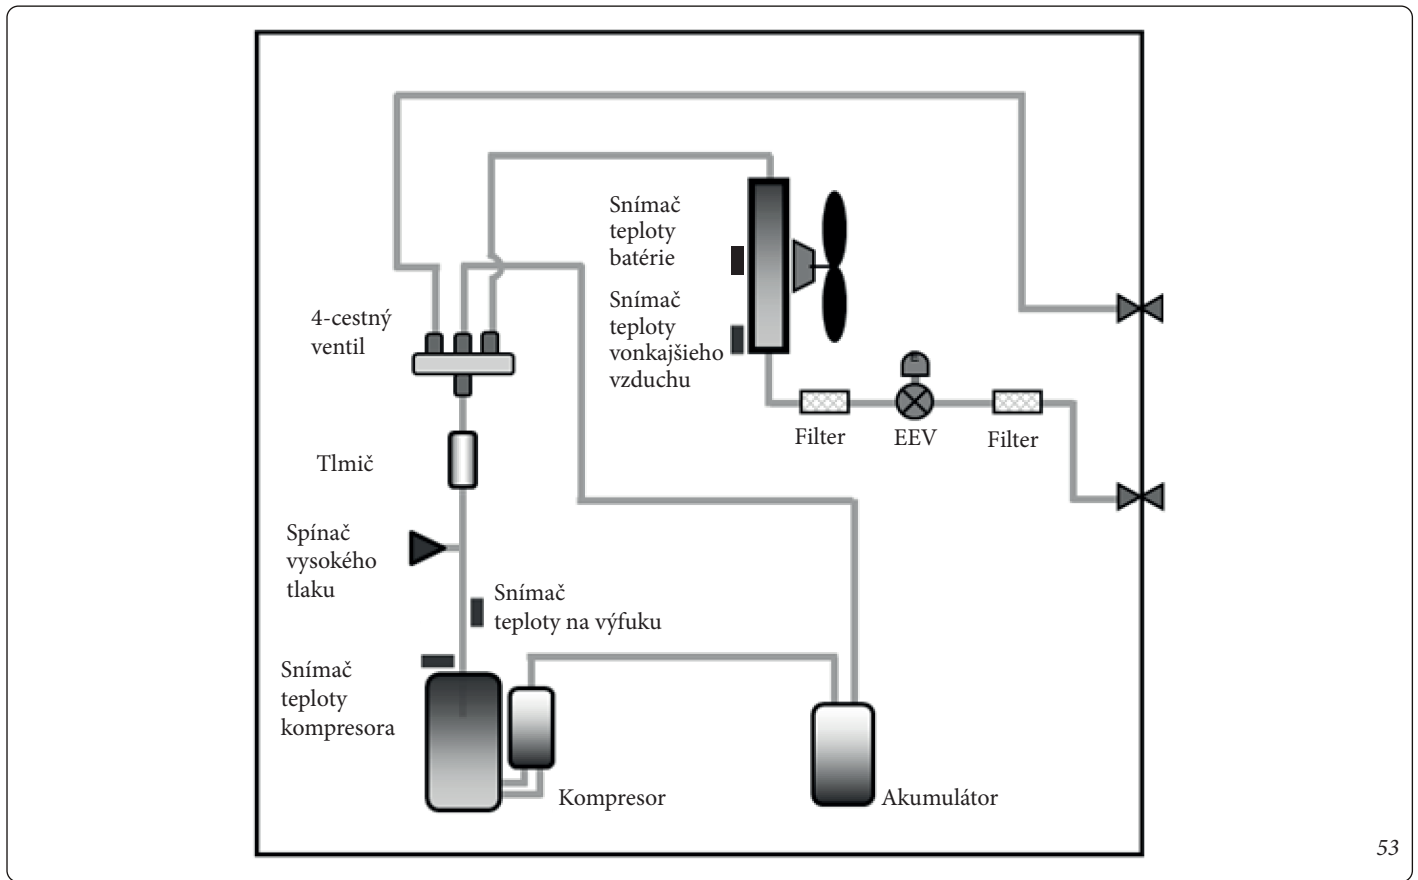 Snímač
teploty
batérie
Snímač
teploty
vonkajšieho
vzduchu
4-cestný
ventil
E
Filter
EEV
Filter
Tlmič
Spínač
vysokého
tlaku
Snímač
teploty na výfuku
Snímač
teploty
kompresora
Kompresor
Akumulátor
53